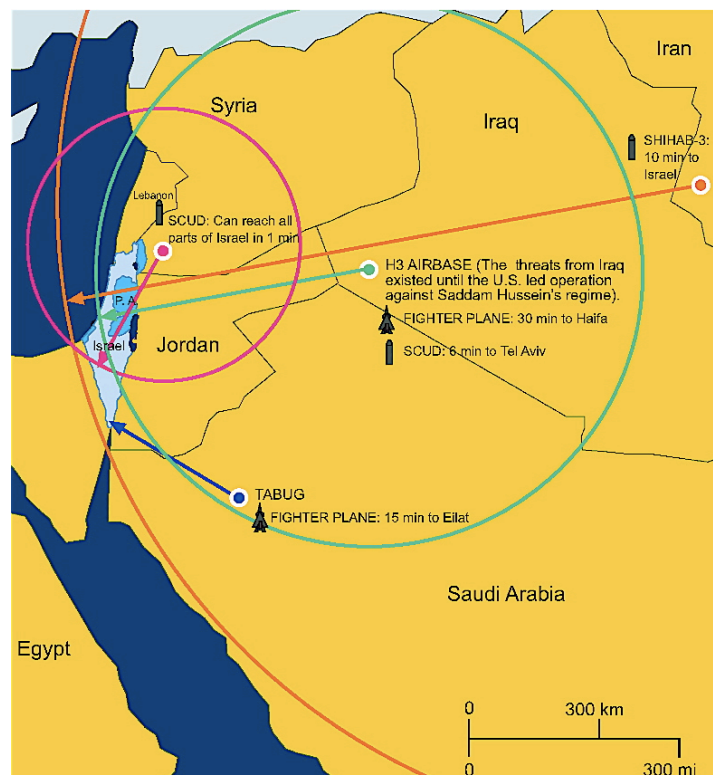 Iran
Syria
Iraq
SHIHAB-3:
10 min to
Israel
Lebanon
SCUD: Can reach all
parts of Israel in 1 min
H3 AIRBASE (The threats from Iraq
existed until the U.S. led operation
against Saddam Hussein's regime).
P. A.
FIGHTER PLANE: 30 min to Haifa
Israel
Jordan
SCUD: 6 min to Tel Aviv
TABUG
FIGHTER PLANE: 15 min to Eilat
Saudi Arabia
Egypt
0 300 km
0 300 mi